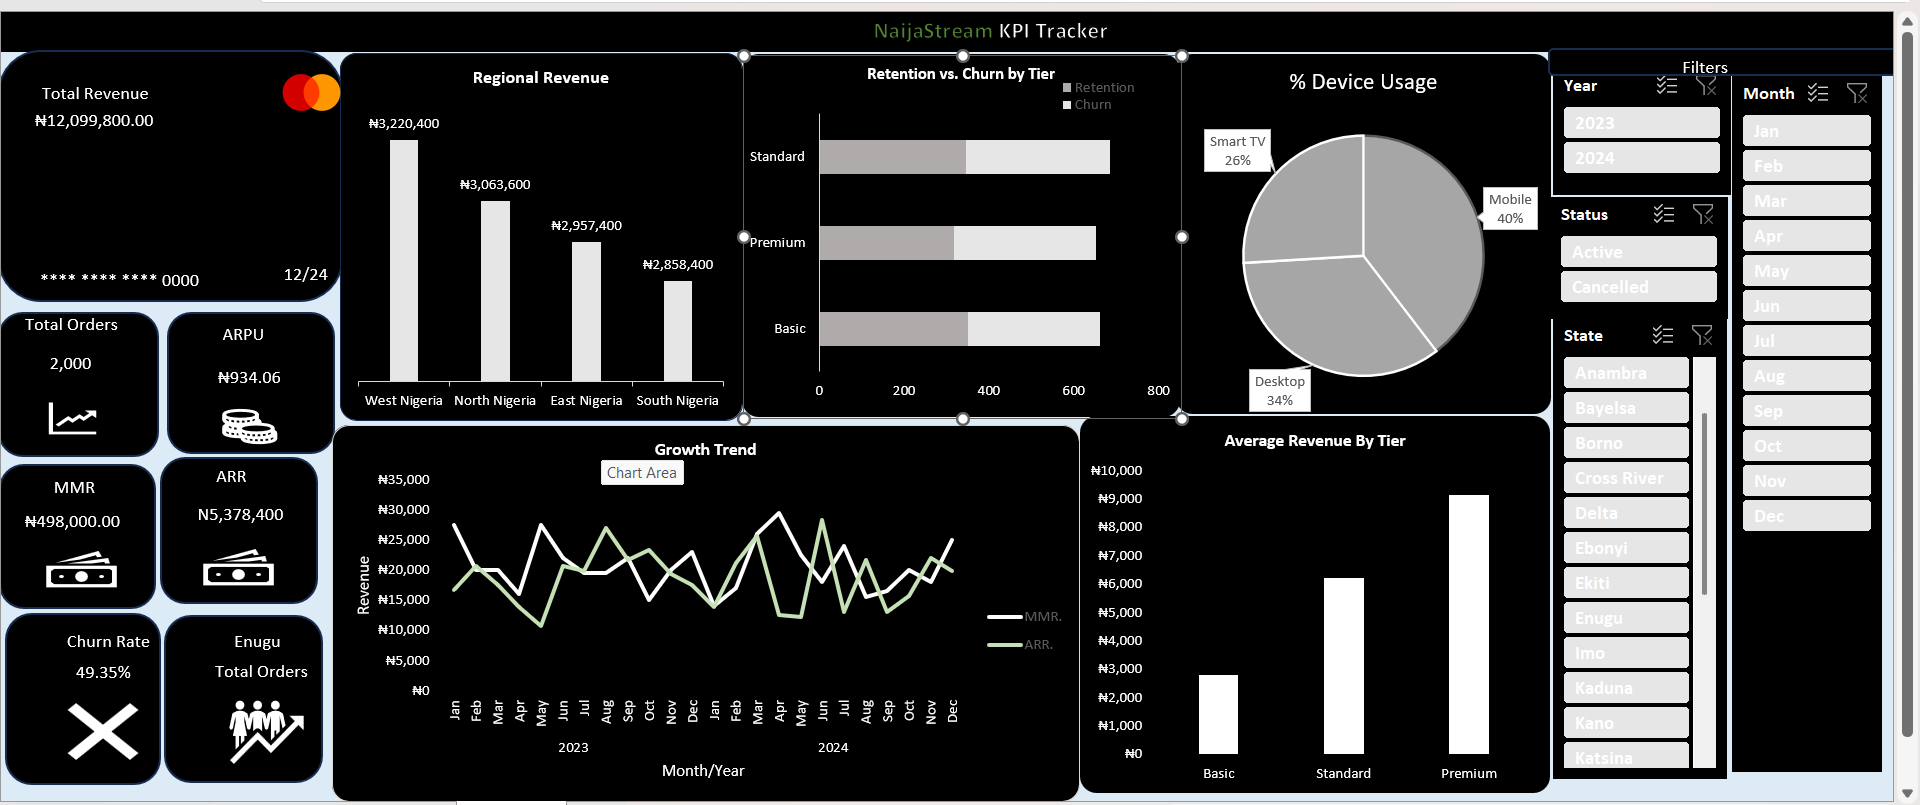 NaijaStream KPI Tracker
Total Revenue
₦12,099,800.00
**** **** **** 0000
12/24
Total Orders
2,000
ARPU
₦934.06
MMR
₦498,000.00
ARR
N5,378,400
Churn Rate
49.35%
Enugu
Total Orders
Regional Revenue
₦3,220,400
₦3,063,600
₦2,957,400
₦2,858,400
West Nigeria
North Nigeria
East Nigeria
South Nigeria
Retention vs. Churn by Tier
Retention
Churn
Standard
Premium
Basic
0
200
400
600
800
% Device Usage
Smart TV
26%
Mobile
40%
Desktop
34%
Growth Trend
Chart Area
₦35,000
₦30,000
₦25,000
₦20,000
₦15,000
₦10,000
₦5,000
₦0
Revenue
Jan
Feb
Mar
Apr
May
Jun
Jul
Aug
Sep
Oct
Nov
Dec
Jan
Feb
Mar
Apr
May
Jun
Jul
Aug
Sep
Oct
Nov
Dec
2023
2024
Month/Year
MMR.
ARR.
Average Revenue By Tier
₦10,000
₦9,000
₦8,000
₦7,000
₦6,000
₦5,000
₦4,000
₦3,000
₦2,000
₦1,000
₦0
Basic
Standard
Premium
Filters
Year
2023
2024
Status
Active
Cancelled
State
Anambra
Bayelsa
Borno
Cross River
Delta
Ebonyi
Ekiti
Enugu
Imo
Kaduna
Kano
Katsina
Month
Jan
Feb
Mar
Apr
May
Jun
Jul
Aug
Sep
Oct
Nov
Dec